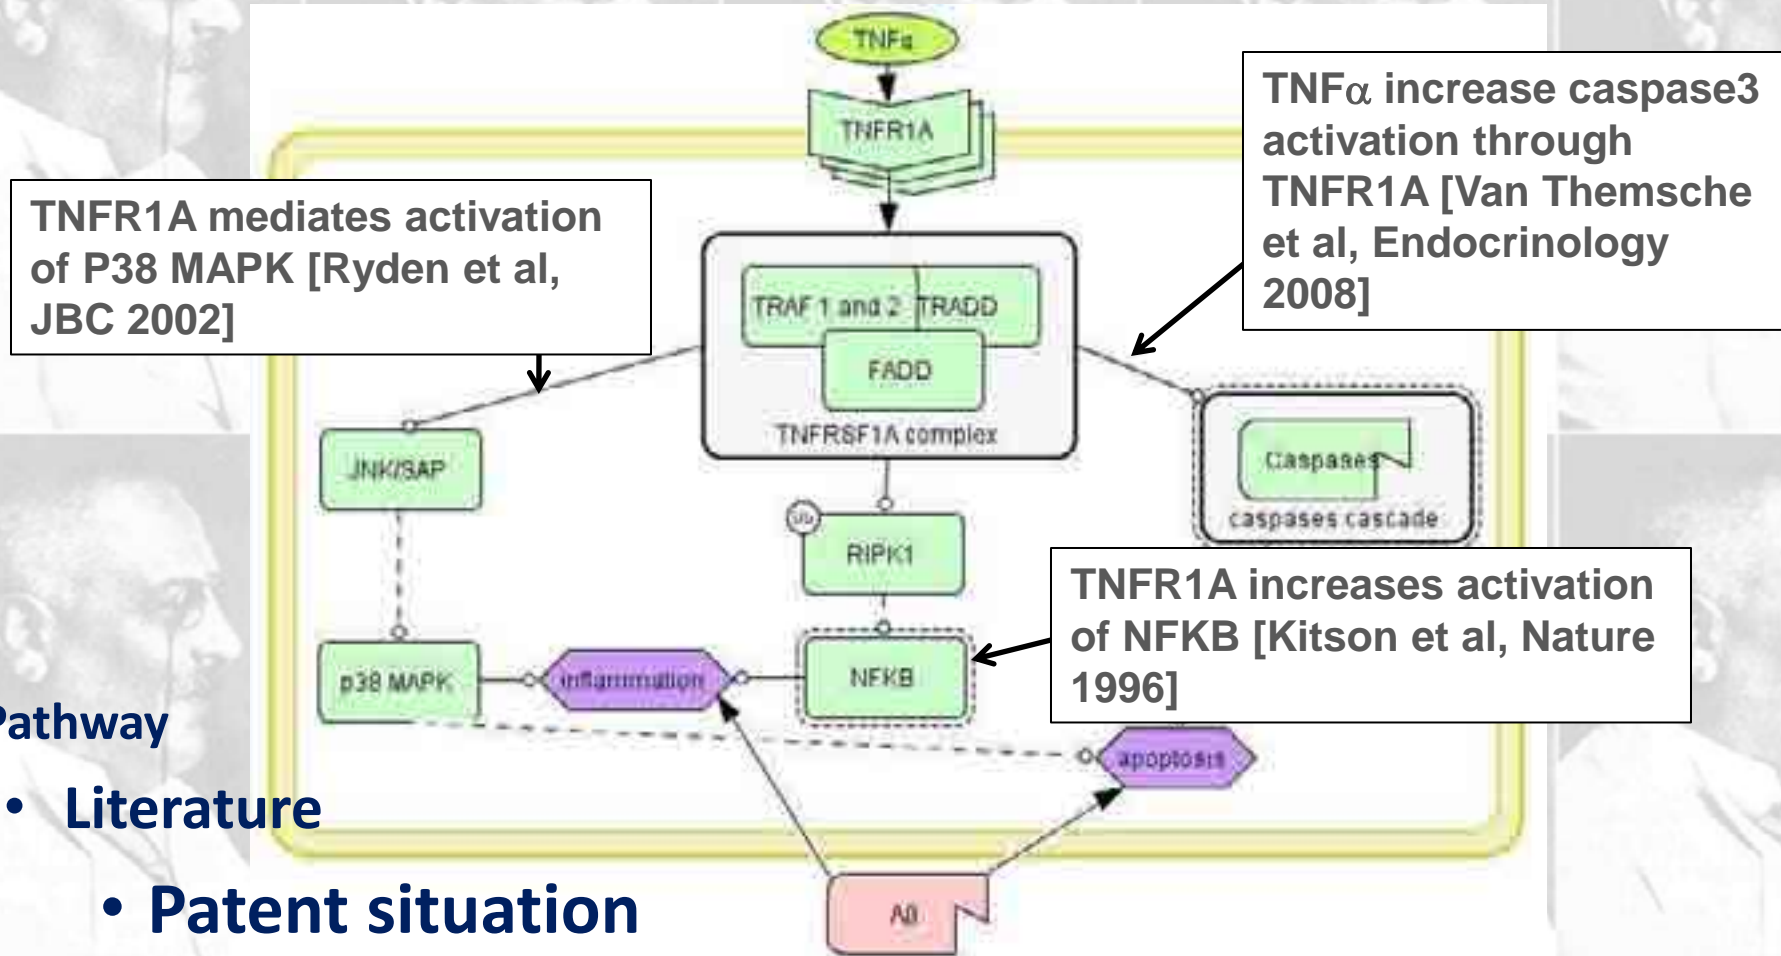 TNFα
TNFR1A
TNFα increase caspase3
activation through
TNFR1A [Van Themsche
et al, Endocrinology
2008]
TNFR1A mediates activation
of P38 MAPK [Ryden et al,
JBC 2002]
TRAF 1 and 2
TRADD
FADD
TNFRSF1A complex
JNK/SAP
Caspases
caspases cascade
RIPK1
TNFR1A increases activation
of NFKB [Kitson et al, Nature
1996]
p38 MAPK
inflammation
NFKB
apoptosis
Pathway
• Literature
• Patent situation